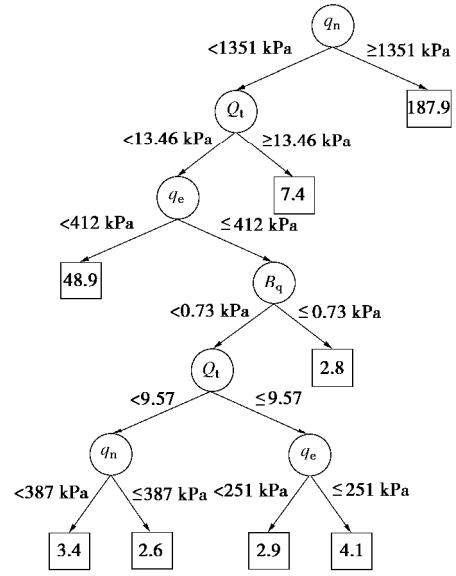 qn
<1351 kPa
≥1351 kPa
Qt
187.9
<13.46 kPa
≥13.46 kPa
qe
7.4
<412 kPa
≤412 kPa
48.9
Bq
<0.73 kPa
≤0.73 kPa
Qt
2.8
<9.57
≤9.57
qn
qe
<387 kPa
≤387 kPa
<251 kPa
≤251 kPa
3.4
2.6
2.9
4.1